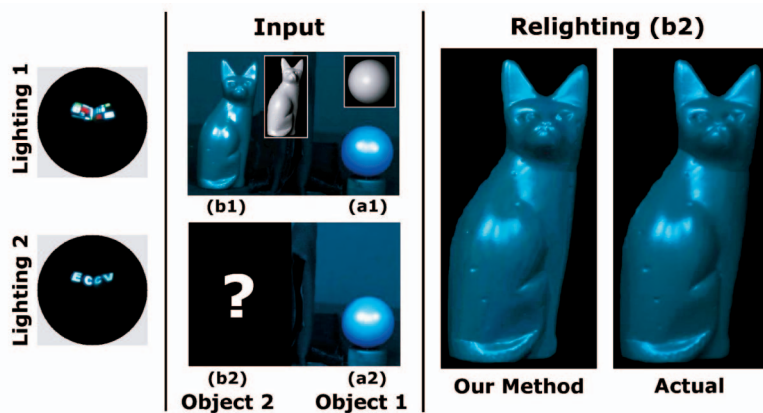 Input
Relighting (b2)
Lighting 1
(b1)
(a1)
Lighting 2
ECCV
?
(b2)
(a2)
Object 2
Object 1
Our Method
Actual